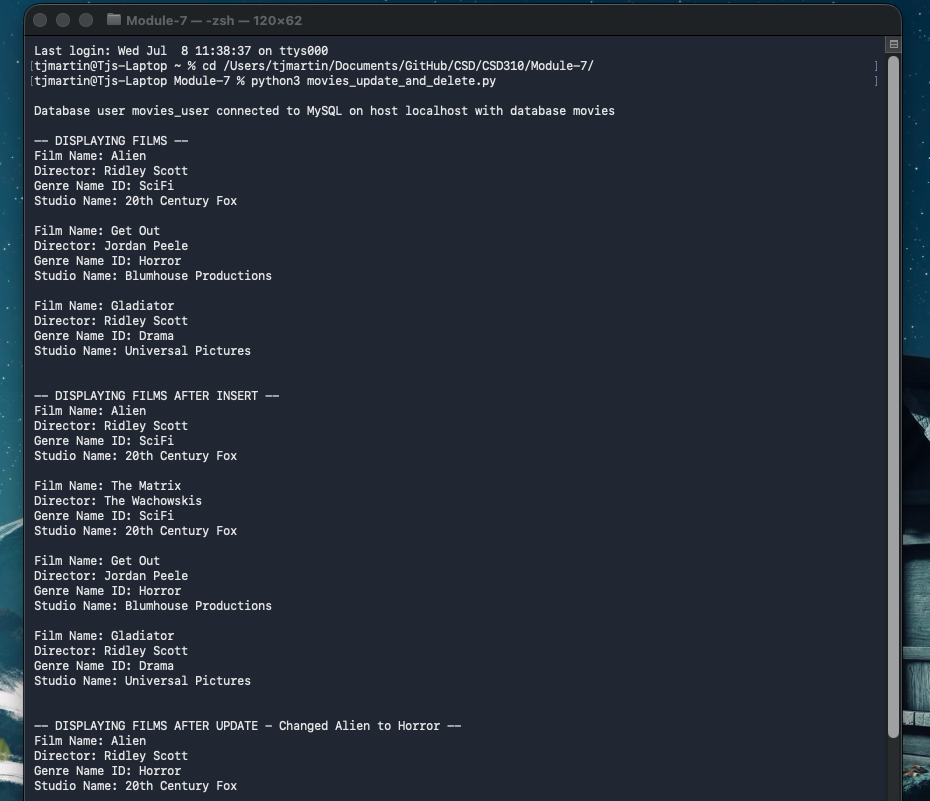 Module-7 — -zsh — 120×62
Last login: Wed Jul  8 11:38:37 on ttys000
[tjmartin@Tjs-Laptop ~ % cd /Users/tjmartin/Documents/GitHub/CSD/CSD310/Module-7/ ]
[tjmartin@Tjs-Laptop Module-7 % python3 movies_update_and_delete.py ]
Database user movies_user connected to MySQL on host localhost with database movies
-- DISPLAYING FILMS --
Film Name: Alien
Director: Ridley Scott
Genre Name ID: SciFi
Studio Name: 20th Century Fox
Film Name: Get Out
Director: Jordan Peele
Genre Name ID: Horror
Studio Name: Blumhouse Productions
Film Name: Gladiator
Director: Ridley Scott
Genre Name ID: Drama
Studio Name: Universal Pictures
-- DISPLAYING FILMS AFTER INSERT --
Film Name: Alien
Director: Ridley Scott
Genre Name ID: SciFi
Studio Name: 20th Century Fox
Film Name: The Matrix
Director: The Wachowskis
Genre Name ID: SciFi
Studio Name: 20th Century Fox
Film Name: Get Out
Director: Jordan Peele
Genre Name ID: Horror
Studio Name: Blumhouse Productions
Film Name: Gladiator
Director: Ridley Scott
Genre Name ID: Drama
Studio Name: Universal Pictures
-- DISPLAYING FILMS AFTER UPDATE - Changed Alien to Horror --
Film Name: Alien
Director: Ridley Scott
Genre Name ID: Horror
Studio Name: 20th Century Fox